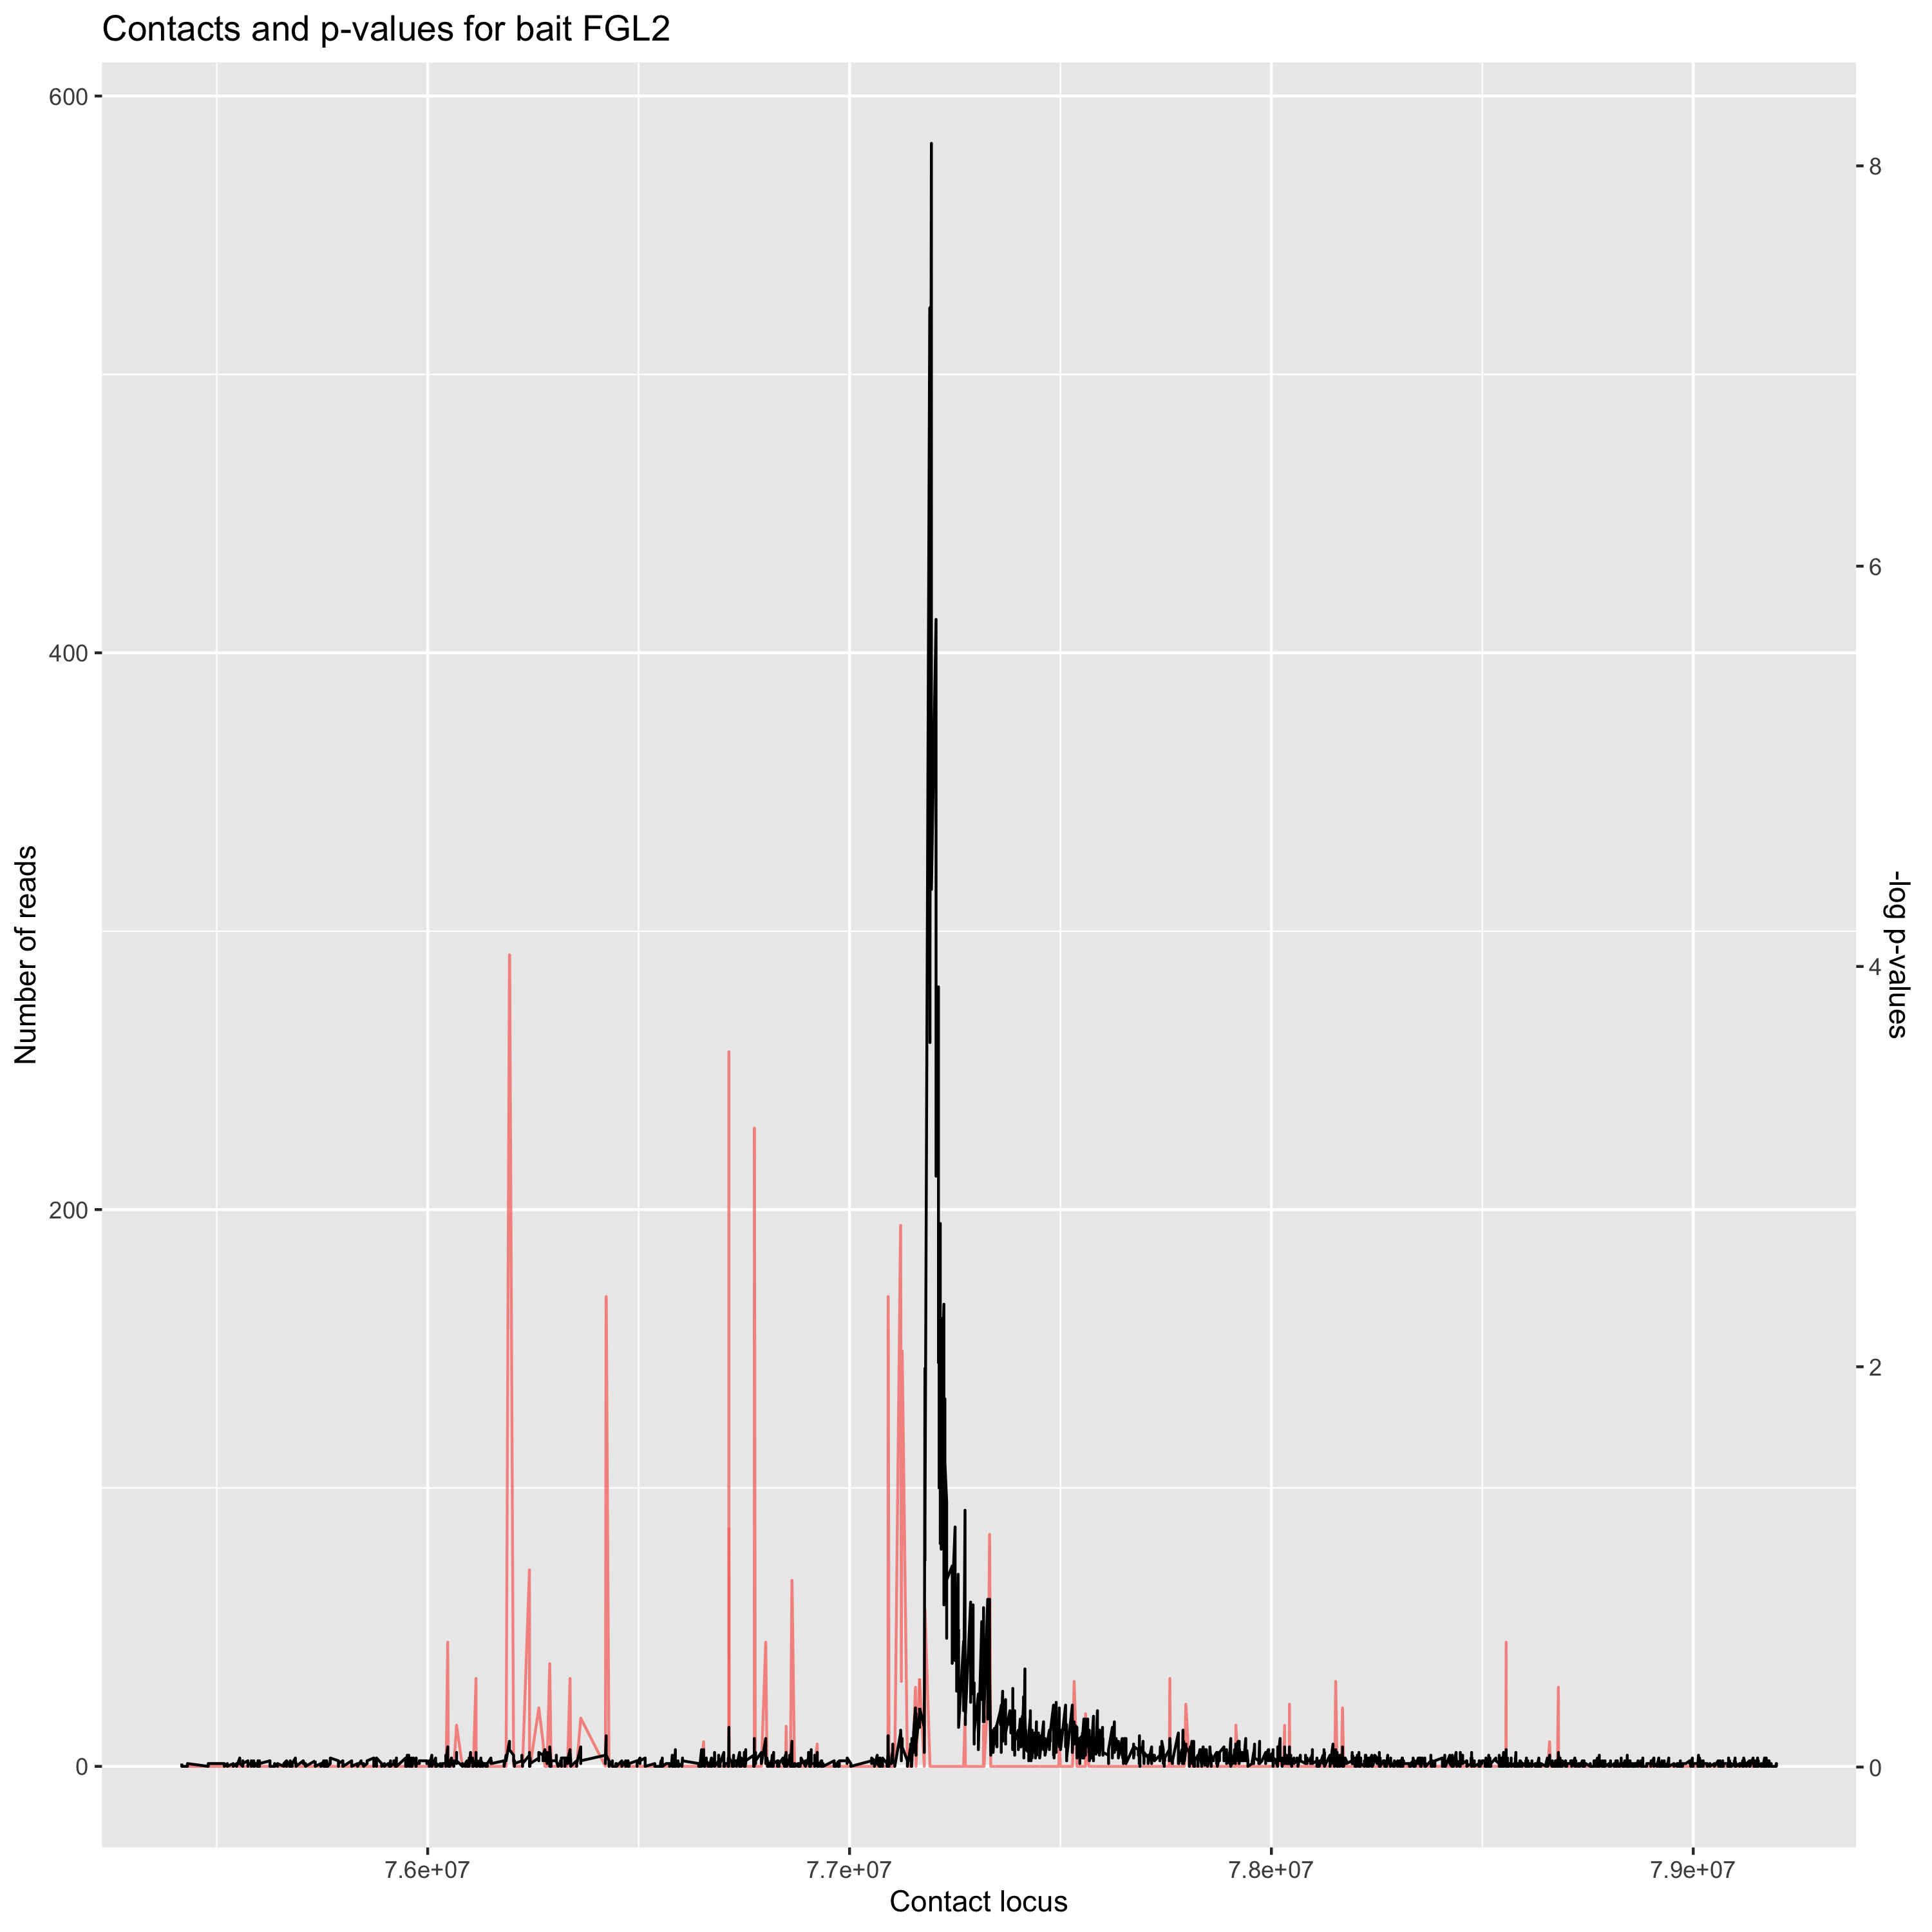 Contacts and p-values for bait FGL2
600
400
200
0
Number of reads
8
6
4
2
0
-log p-values
7.6e+07
7.7e+07
7.8e+07
7.9e+07
Contact locus